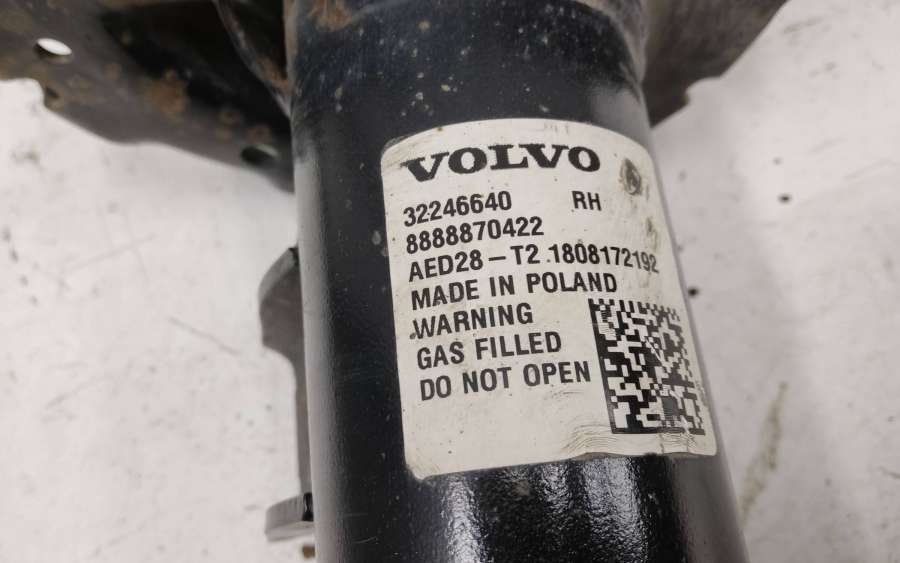 VOLVO
32246640 RH
8888870422
AED28-T2 1808172192
MADE IN POLAND
WARNING
GAS FILLED
DO NOT OPEN